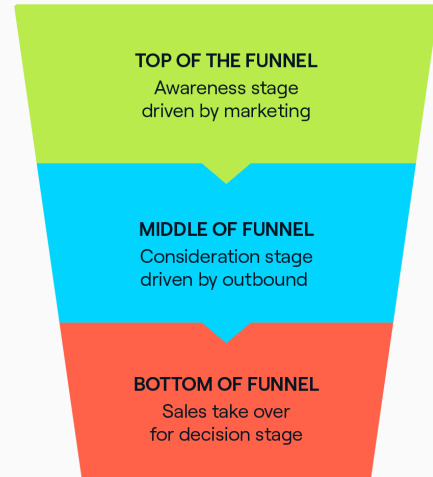 TOP OF THE FUNNEL
Awareness stage
driven by marketing
MIDDLE OF FUNNEL
Consideration stage
driven by outbound
BOTTOM OF FUNNEL
Sales take over
for decision stage